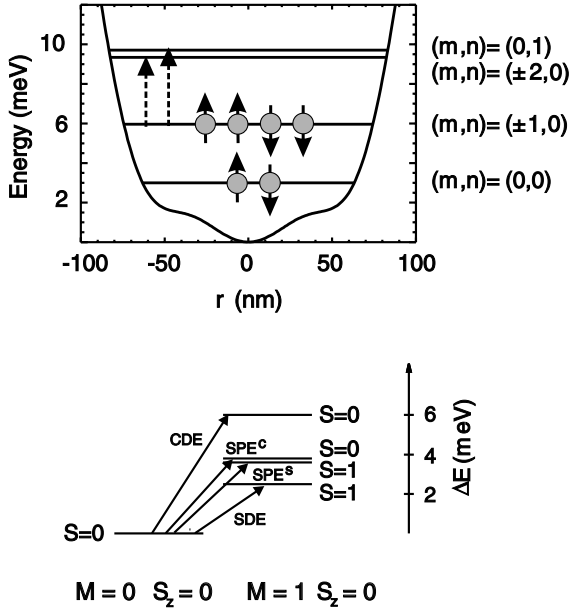 10
6
2
Energy (meV)
(m,n)= (0,1)
(m,n)= (±2,0)
(m,n)= (±1,0)
(m,n)= (0,0)
-100 -50 0 50 100
r (nm)
CDE
SPE^c
SPE^s
SDE
S=0
S=0
S=0
S=1
S=1
6
4
2
ΔE (meV)
M = 0 S_z = 0 M = 1 S_z = 0